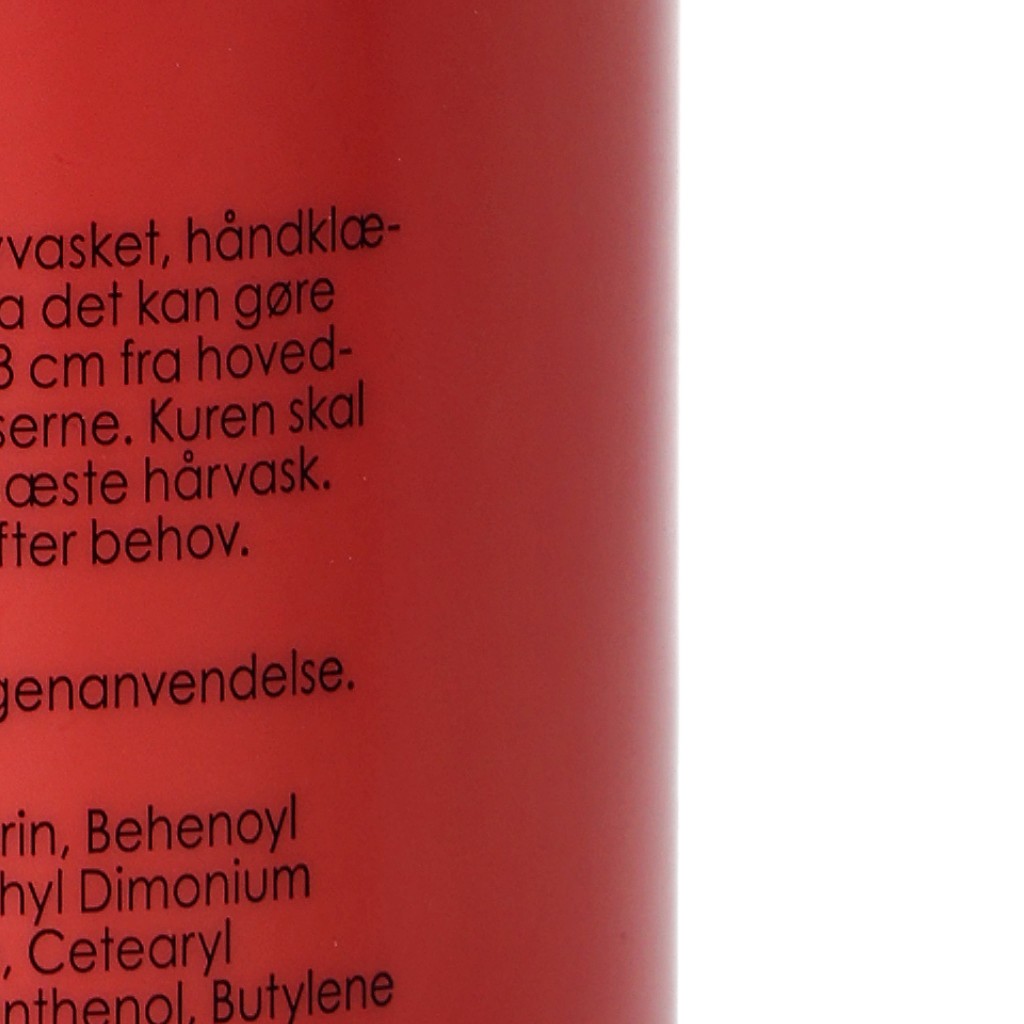 vasket, håndklæ-
a det kan gøre
3 cm fra hoved-
serne. Kuren skal
æste hårvask.
fter behov.
genanvendelse.
rin, Behenoyl
hyl Dimonium
, Cetearyl
nthenol, Butylene